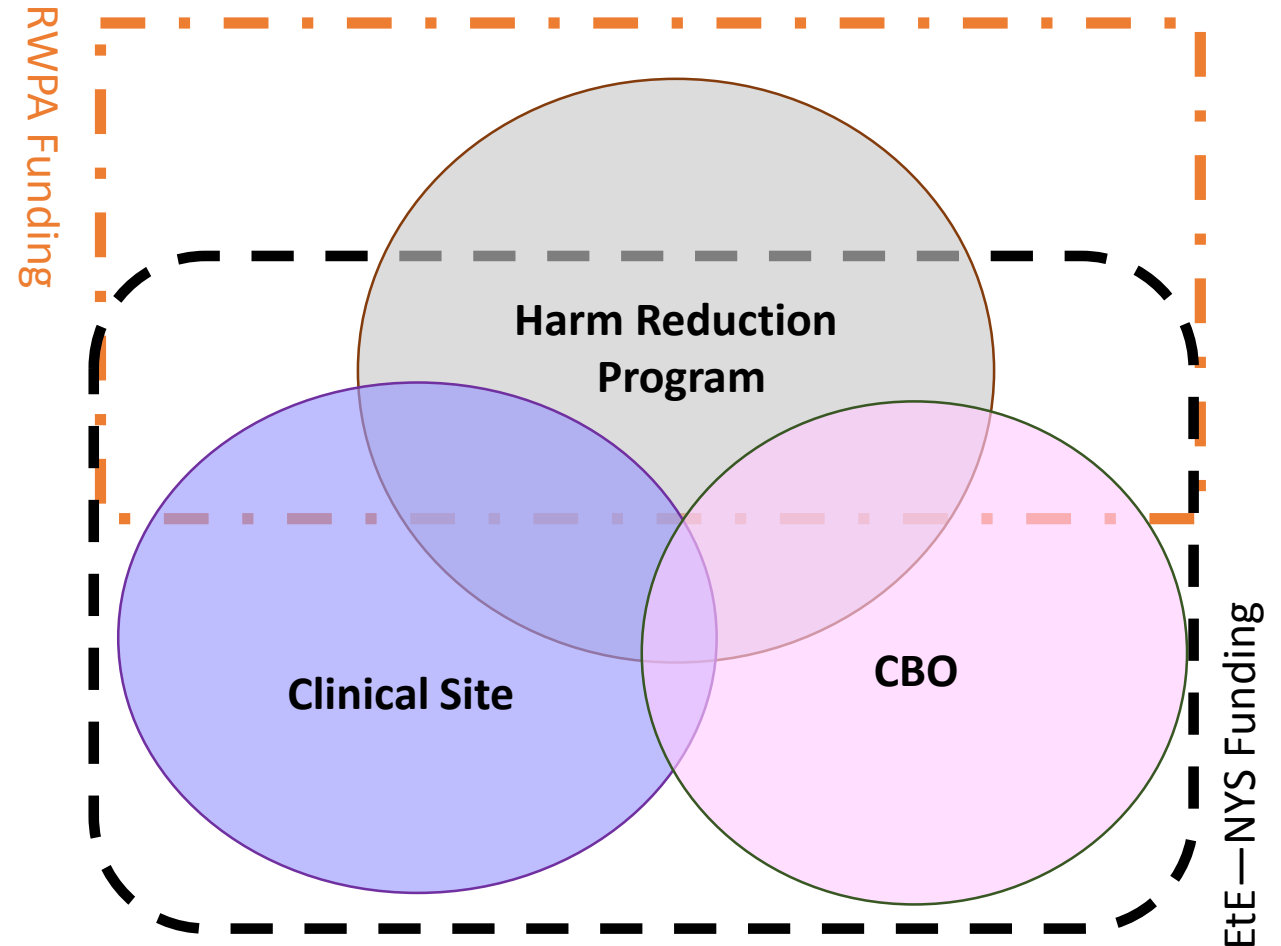 RWPA Funding
Harm Reduction
Program
Clinical Site
CBO
EtE—NYS Funding